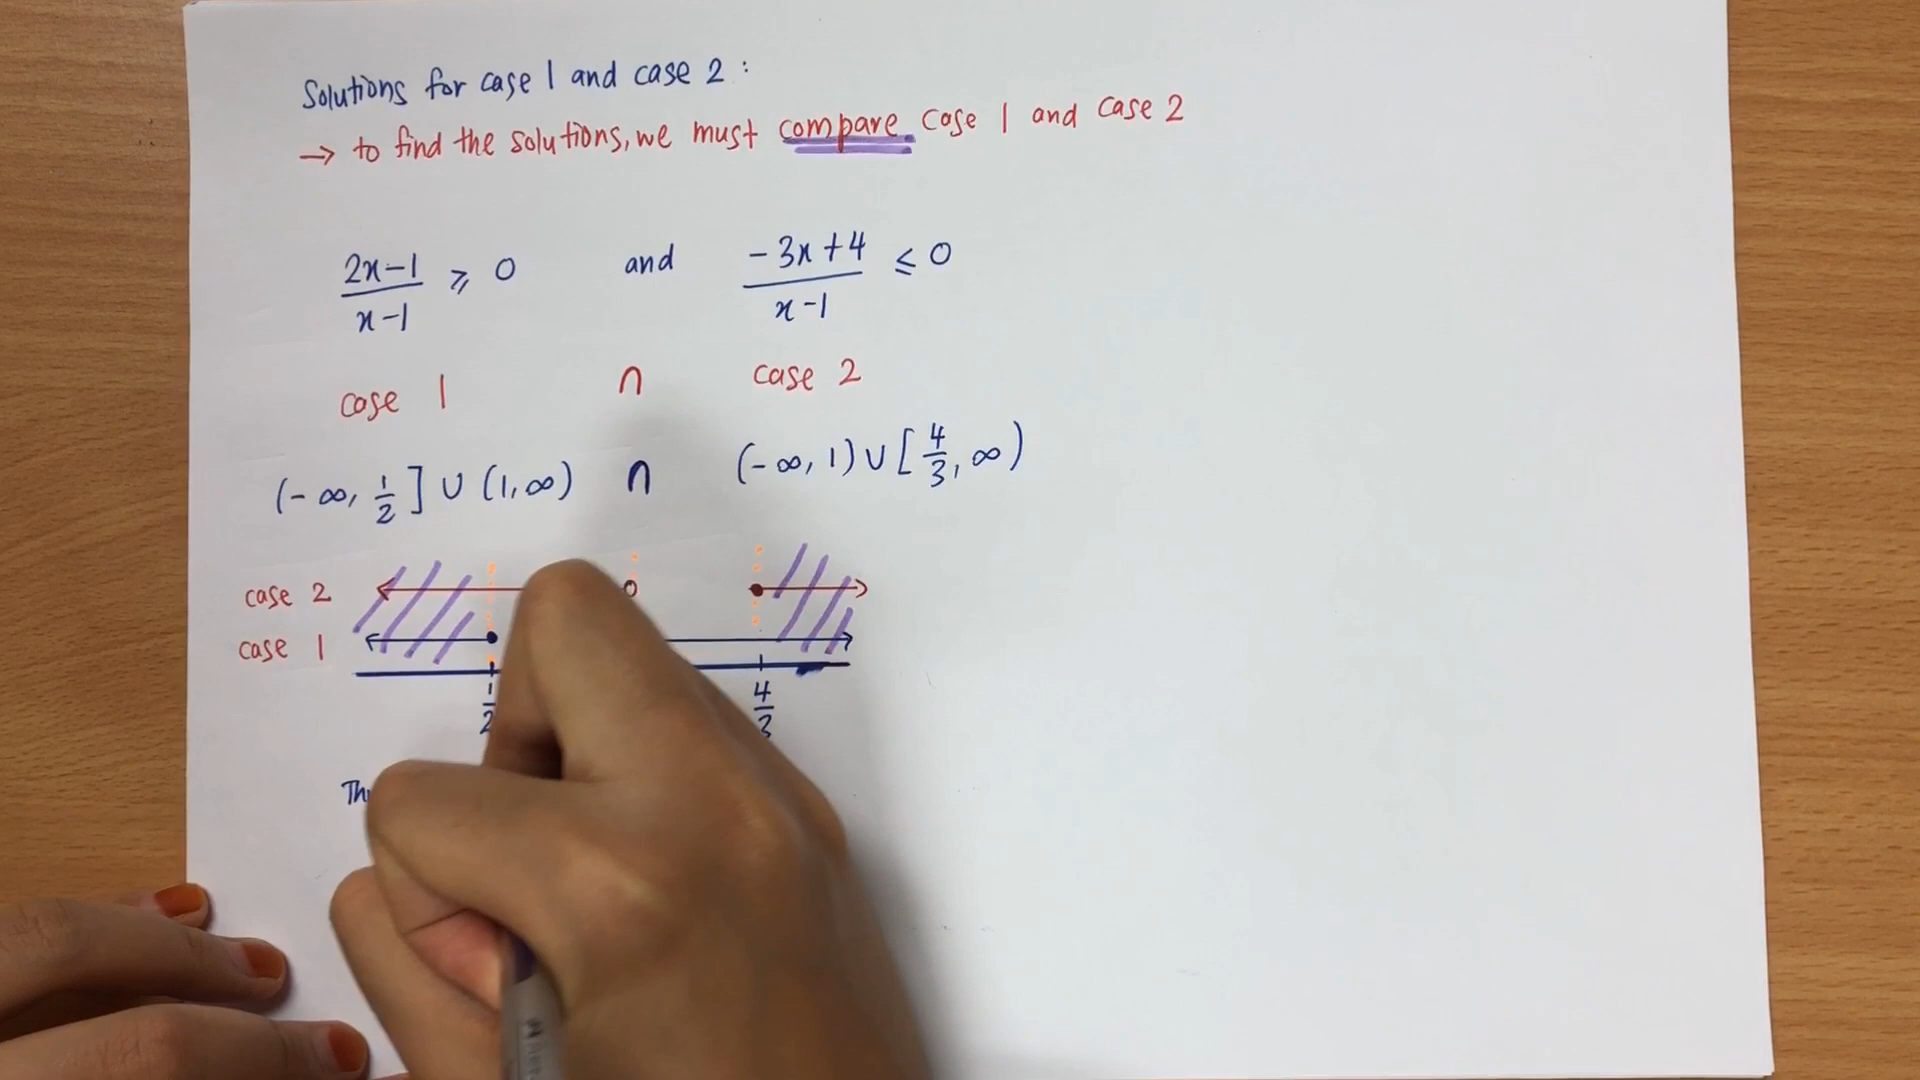 Solutions for case 1 and case 2 :
→ to find the solutions, we must compare case 1 and case 2
2x-1 / x-1 ≥ 0 and -3x+4 / x-1 ≤ 0
case 1 ∩ case 2
(-∞, 1/2] ∪ (1,∞) ∩ (-∞, 1) ∪ [4/3, ∞)
case 2
case 1
1/2 4/3